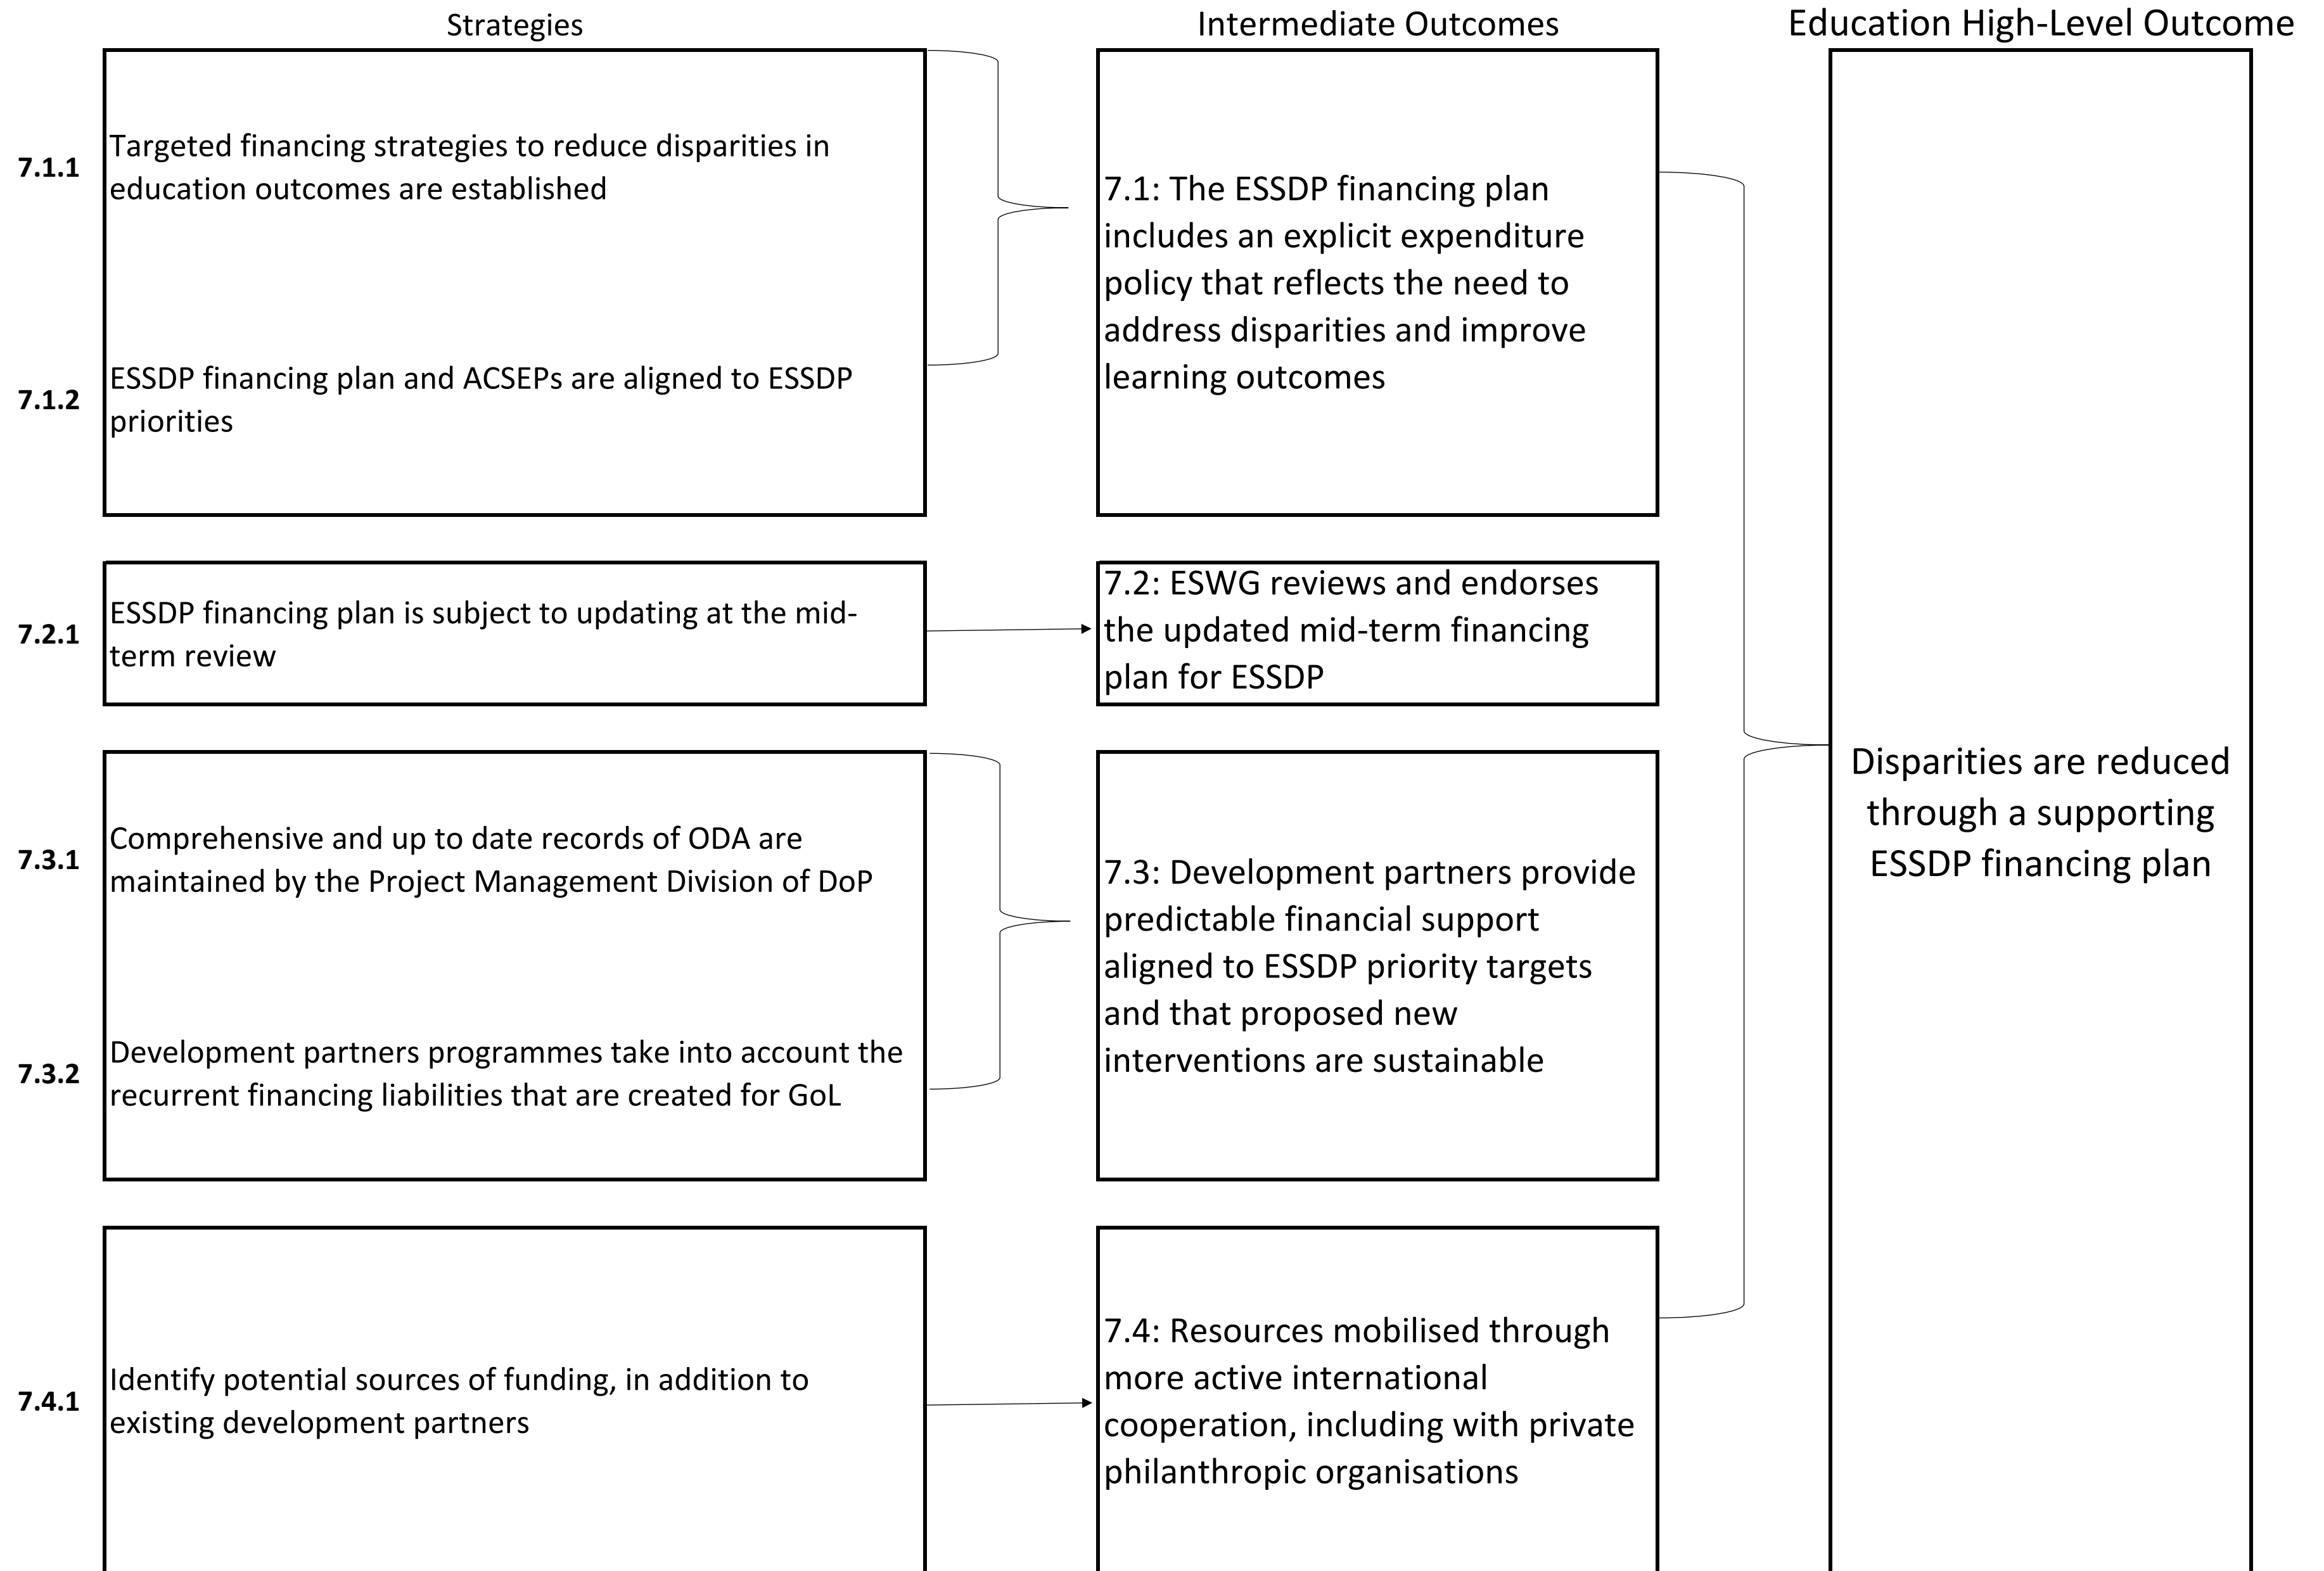 Strategies
Intermediate Outcomes
Education High-Level Outcome
7.1.1
Targeted financing strategies to reduce disparities in
education outcomes are established
7.1.2
ESSDP financing plan and ACSEPs are aligned to ESSDP
priorities
7.1: The ESSDP financing plan
includes an explicit expenditure
policy that reflects the need to
address disparities and improve
learning outcomes
7.2.1
ESSDP financing plan is subject to updating at the mid-
term review
7.2: ESWG reviews and endorses
the updated mid-term financing
plan for ESSDP
7.3.1
Comprehensive and up to date records of ODA are
maintained by the Project Management Division of DoP
7.3.2
Development partners programmes take into account the
recurrent financing liabilities that are created for GoL
7.3: Development partners provide
predictable financial support
aligned to ESSDP priority targets
and that proposed new
interventions are sustainable
7.4.1
Identify potential sources of funding, in addition to
existing development partners
7.4: Resources mobilised through
more active international
cooperation, including with private
philanthropic organisations
Disparities are reduced
through a supporting
ESSDP financing plan